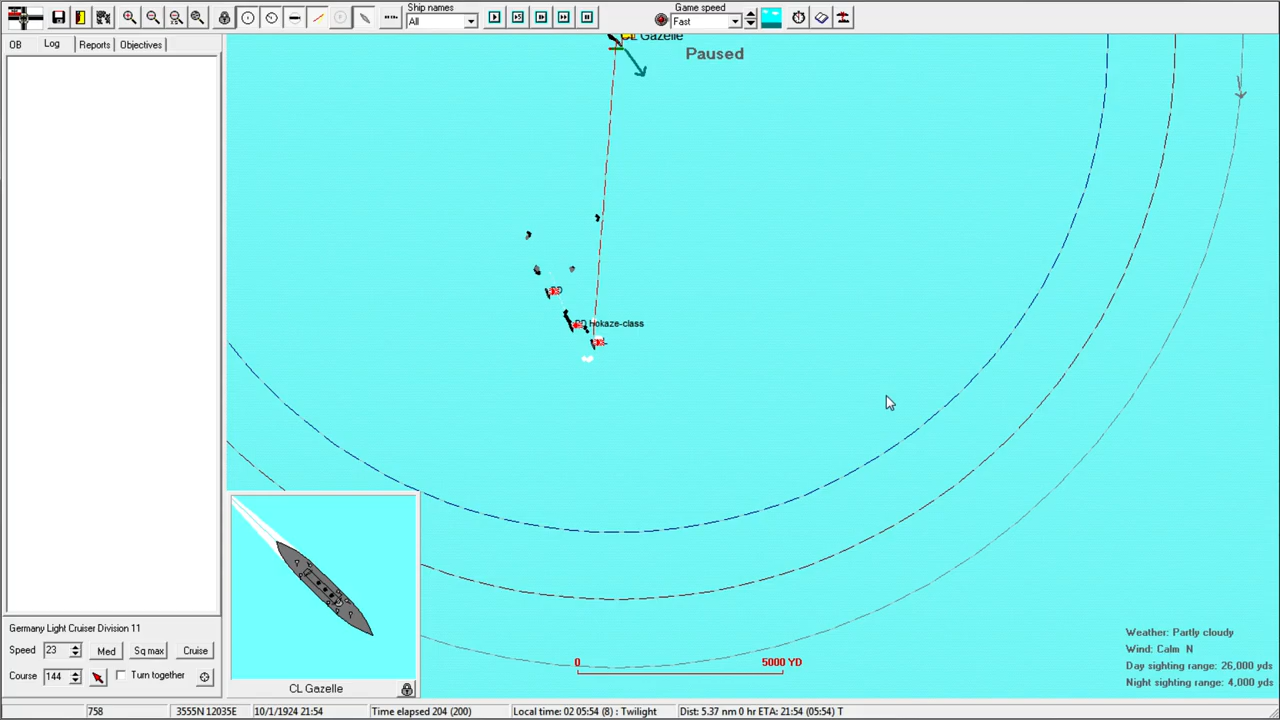 Ship names
All
Game speed
Fast
OB
Log
Reports
Objectives
CL Gazelle
Paused
DD
DD Hokaze-class
0
5000 YD
Weather: Partly cloudy
Wind: Calm N
Day sighting range: 26,000 yds
Night sighting range: 4,000 yds
Germany Light Cruiser Division 11
Speed
23
Med
Sq max
Cruise
Course
144
Turn together
CL Gazelle
758
3555N 12035E
10/1/1924 21:54
Time elapsed 204 (200)
Local time: 02 05:54 (8) : Twilight
Dist: 5.37 nm 0 hr ETA: 21:54 (05:54) T